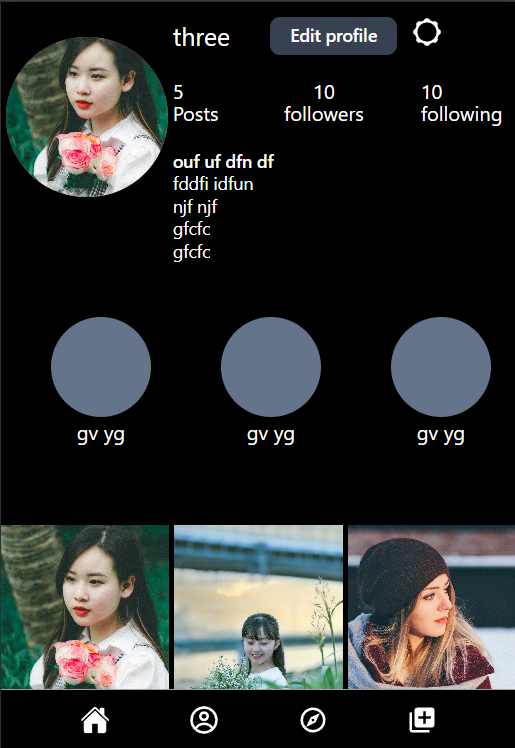 three
Edit profile
5
Posts
10
followers
10
following
ouf uf dfn df
fddfi idfun
njf njf
gfcfc
gfcfc
gv yg
gv yg
gv yg